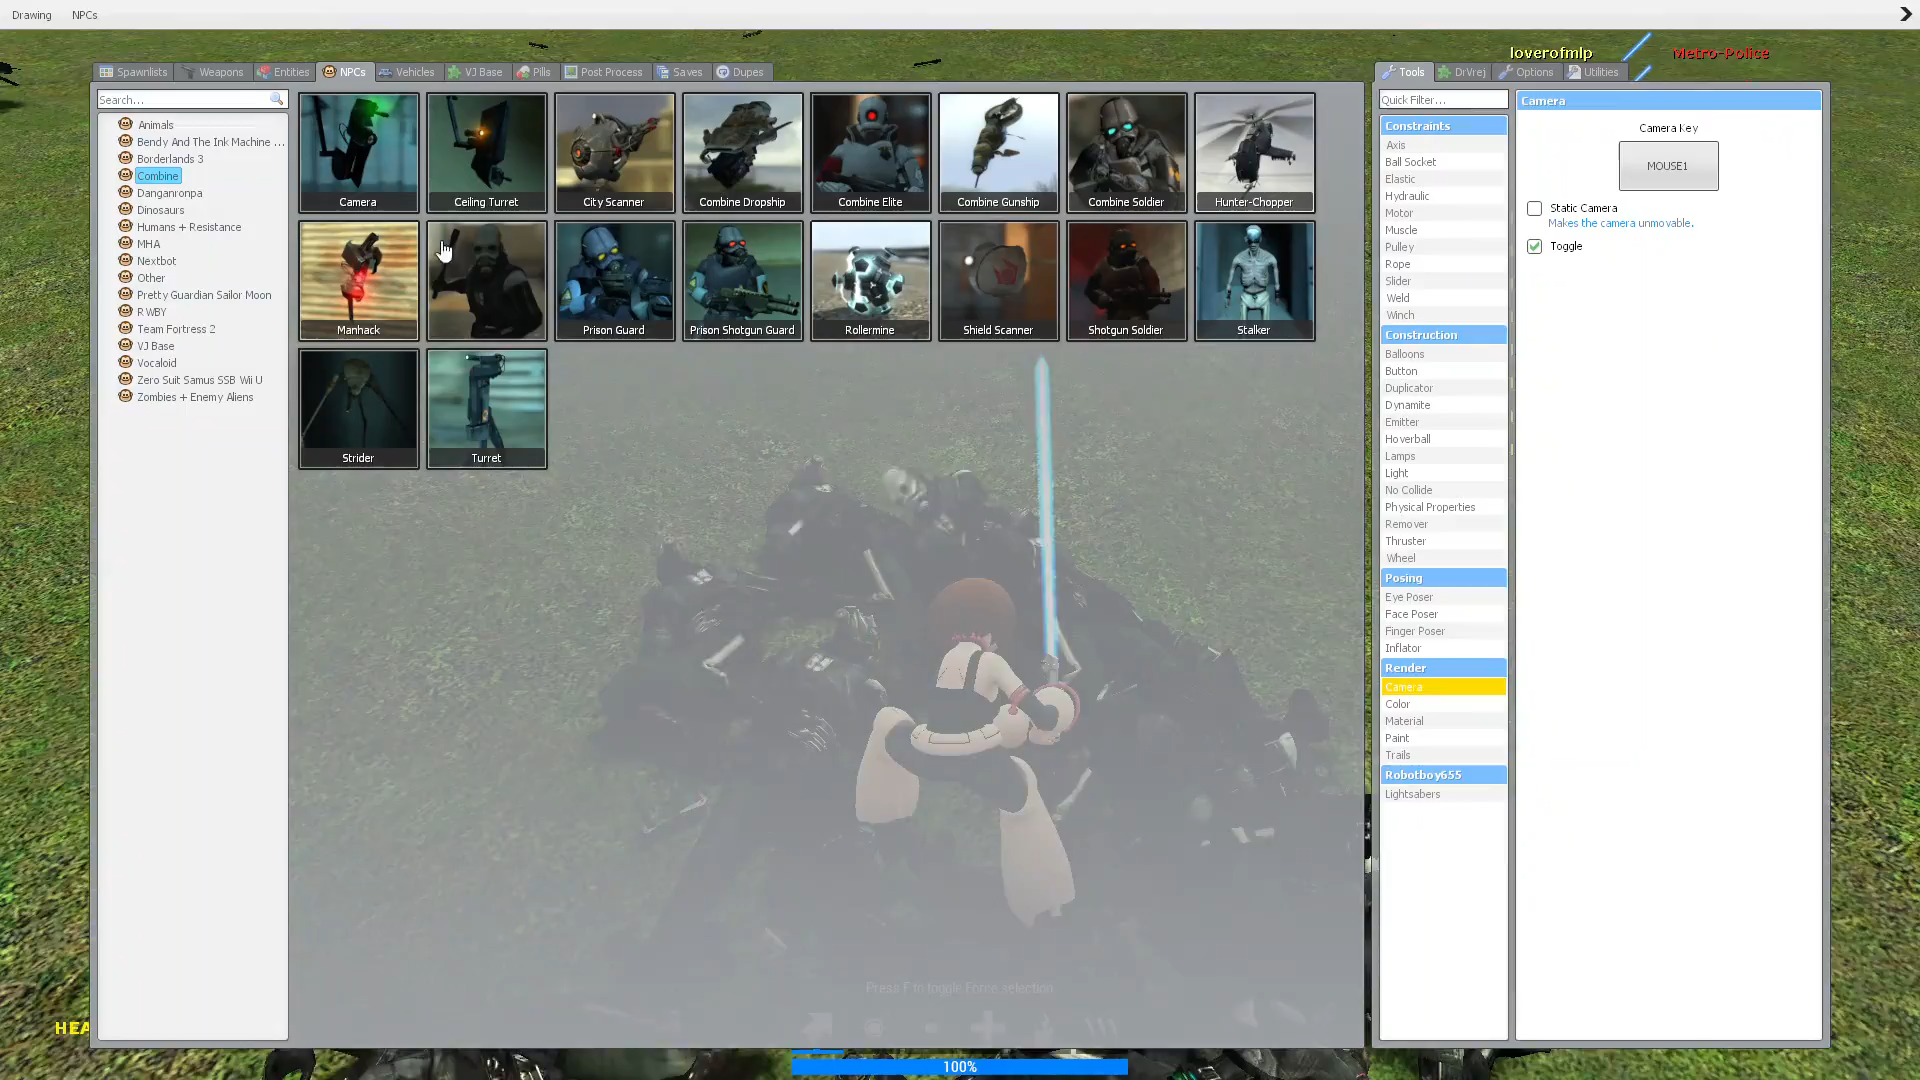 Drawing NPCs
loverofmlp Metro-Police
Spawnlists Weapons Entities NPCs Vehicles VJ Base Pills Post Process Saves Dupes
Search...
Animals
Bendy And The Ink Machine ...
Borderlands 3
Combine
Danganronpa
Dinosaurs
Humans + Resistance
MHA
Nextbot
Other
Pretty Guardian Sailor Moon
RWBY
Team Fortress 2
VJ Base
Vocaloid
Zero Suit Samus SSB Wii U
Zombies + Enemy Aliens
Camera Ceiling Turret City Scanner Combine Dropship Combine Elite Combine Gunship Combine Soldier Hunter-Chopper
Manhack Prison Guard Prison Shotgun Guard Rollermine Shield Scanner Shotgun Soldier Stalker
Strider Turret
Press F to toggle Force selection
HEA
100%
Tools DrVrej Options Utilities
Quick Filter...
Constraints
Axis
Ball Socket
Elastic
Hydraulic
Motor
Muscle
Pulley
Rope
Slider
Weld
Winch
Construction
Balloons
Button
Duplicator
Dynamite
Emitter
Hoverball
Lamps
Light
No Collide
Physical Properties
Remover
Thruster
Wheel
Posing
Eye Poser
Face Poser
Finger Poser
Inflator
Render
Camera
Color
Material
Paint
Trails
Robotboy655
Lightsabers
Camera
Camera Key
MOUSE1
Static Camera
Makes the camera unmovable.
Toggle